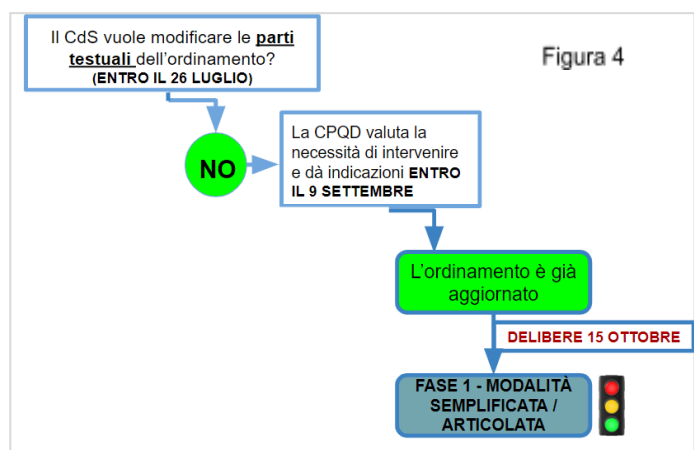 Il CdS vuole modificare le parti
testuali dell'ordinamento?
(ENTRO IL 26 LUGLIO)
Figura 4
NO
La CPQD valuta la
necessità di intervenire
e dà indicazioni ENTRO
IL 9 SETTEMBRE
L'ordinamento è già
aggiornato
DELIBERE 15 OTTOBRE
FASE 1 - MODALITÀ
SEMPLIFICATA /
ARTICOLATA